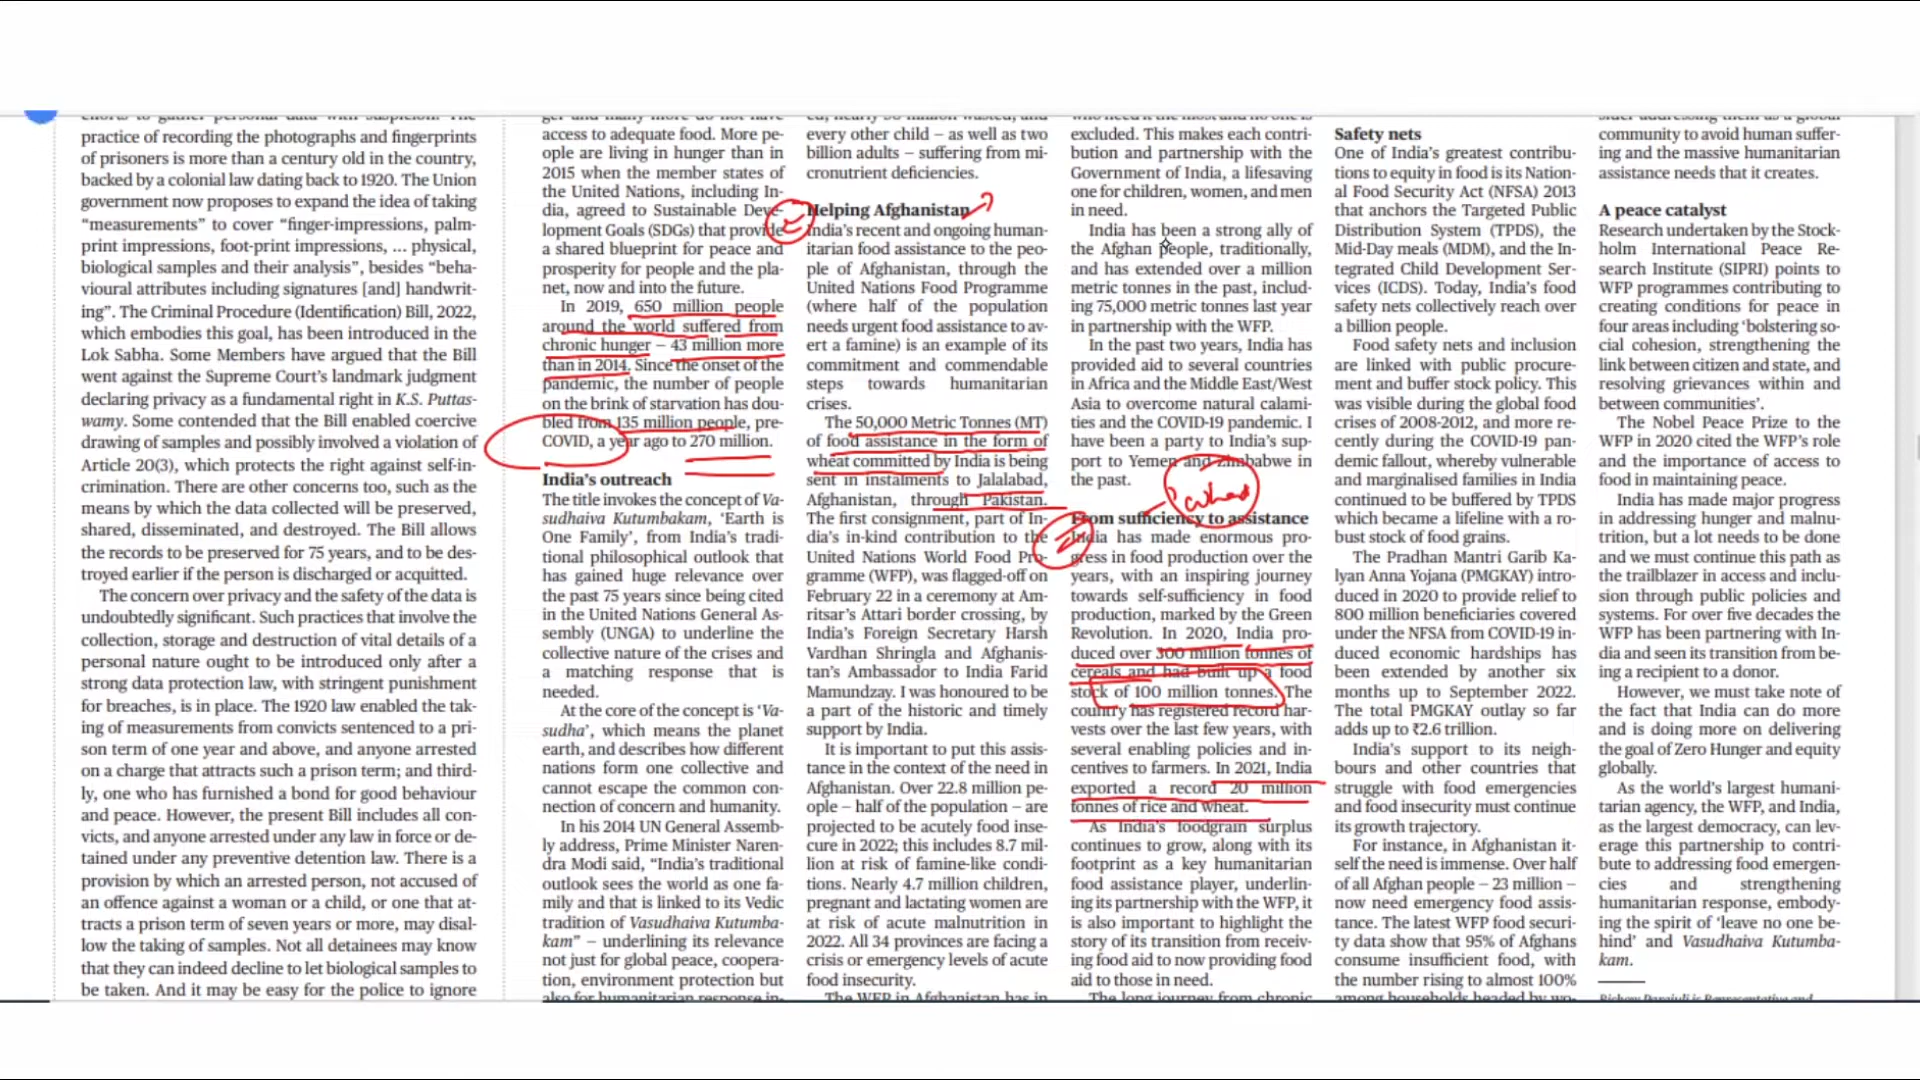 efforts to gather personal data with suspicion. The
practice of recording the photographs and fingerprints
of prisoners is more than a century old in the country,
backed by a colonial law dating back to 1920. The Union
government now proposes to expand the idea of taking
“measurements” to cover “finger-impressions, palm-
print impressions, foot-print impressions, ... physical,
biological samples and their analysis”, besides “beha-
vioural attributes including signatures [and] handwrit-
ing”. The Criminal Procedure (Identification) Bill, 2022,
which embodies this goal, has been introduced in the
Lok Sabha. Some Members have argued that the Bill
went against the Supreme Court’s landmark judgment
declaring privacy as a fundamental right in K.S. Puttas-
wamy. Some contended that the Bill enabled coercive
drawing of samples and possibly involved a violation of
Article 20(3), which protects the right against self-in-
crimination. There are other concerns too, such as the
means by which the data collected will be preserved,
shared, disseminated, and destroyed. The Bill allows
the records to be preserved for 75 years, and to be des-
troyed earlier if the person is discharged or acquitted.
The concern over privacy and the safety of the data is
undoubtedly significant. Such practices that involve the
collection, storage and destruction of vital details of a
personal nature ought to be introduced only after a
strong data protection law, with stringent punishment
for breaches, is in place. The 1920 law enabled the tak-
ing of measurements from convicts sentenced to a pri-
son term of one year and above, and anyone arrested
on a charge that attracts such a prison term; and third-
ly, one who has furnished a bond for good behaviour
and peace. However, the present Bill includes all con-
victs, and anyone arrested under any law in force or de-
tained under any preventive detention law. There is a
provision by which an arrested person, not accused of
an offence against a woman or a child, or one that at-
tracts a prison term of seven years or more, may disal-
low the taking of samples. Not all detainees may know
that they can indeed decline to let biological samples to
be taken. And it may be easy for the police to ignore
ger and many more do not have
access to adequate food. More pe-
ople are living in hunger than in
2015 when the member states of
the United Nations, including In-
dia, agreed to Sustainable Deve-
lopment Goals (SDGs) that provide
a shared blueprint for peace and
prosperity for people and the pla-
net, now and into the future.
In 2019, 650 million people
around the world suffered from
chronic hunger – 43 million more
than in 2014. Since the onset of the
pandemic, the number of people
on the brink of starvation has dou-
bled from 135 million people, pre-
COVID, a year ago to 270 million.
India’s outreach
The title invokes the concept of Va-
sudhaiva Kutumbakam, ‘Earth is
One Family’, from India’s tradi-
tional philosophical outlook that
has gained huge relevance over
the past 75 years since being cited
in the United Nations General As-
sembly (UNGA) to underline the
collective nature of the crises and
a matching response that is
needed.
At the core of the concept is ‘Va-
sudha’, which means the planet
earth, and describes how different
nations form one collective and
cannot escape the common con-
nection of concern and humanity.
In his 2014 UN General Assemb-
ly address, Prime Minister Naren-
dra Modi said, “India’s traditional
outlook sees the world as one fa-
mily and that is linked to its Vedic
tradition of Vasudhaiva Kutumba-
kam” – underlining its relevance
not just for global peace, coopera-
tion, environment protection but
also for humanitarian response in-
ed, nearly 50 million wasted, and
every other child – as well as two
billion adults – suffering from mi-
cronutrient deficiencies.
Helping Afghanistan
India’s recent and ongoing human-
itarian food assistance to the peo-
ple of Afghanistan, through the
United Nations Food Programme
(where half of the population
needs urgent food assistance to av-
ert a famine) is an example of its
commitment and commendable
steps towards humanitarian
crises.
The 50,000 Metric Tonnes (MT)
of food assistance in the form of
wheat committed by India is being
sent in instalments to Jalalabad,
Afghanistan, through Pakistan.
The first consignment, part of In-
dia’s in-kind contribution to the
United Nations World Food Pro-
gramme (WFP), was flagged-off on
February 22 in a ceremony at Am-
ritsar’s Attari border crossing, by
India’s Foreign Secretary Harsh
Vardhan Shringla and Afghanis-
tan’s Ambassador to India Farid
Mamundzay. I was honoured to be
a part of the historic and timely
support by India.
It is important to put this assis-
tance in the context of the need in
Afghanistan. Over 22.8 million pe-
ople – half of the population – are
projected to be acutely food inse-
cure in 2022; this includes 8.7 mil-
lion at risk of famine-like condi-
tions. Nearly 4.7 million children,
pregnant and lactating women are
at risk of acute malnutrition in
2022. All 34 provinces are facing a
crisis or emergency levels of acute
food insecurity.
The WFP in Afghanistan has in
who need it the most and no one is
excluded. This makes each contri-
bution and partnership with the
Government of India, a lifesaving
one for children, women, and men
in need.
India has been a strong ally of
the Afghan people, traditionally,
and has extended over a million
metric tonnes in the past, includ-
ing 75,000 metric tonnes last year
in partnership with the WFP.
In the past two years, India has
provided aid to several countries
in Africa and the Middle East/West
Asia to overcome natural calami-
ties and the COVID-19 pandemic. I
have been a party to India’s sup-
port to Yemen and Zimbabwe in
the past.
From sufficiency to assistance
India has made enormous pro-
gress in food production over the
years, with an inspiring journey
towards self-sufficiency in food
production, marked by the Green
Revolution. In 2020, India pro-
duced over 300 million tonnes of
cereals and had built up a food
stock of 100 million tonnes. The
country has registered record har-
vests over the last few years, with
several enabling policies and in-
centives to farmers. In 2021, India
exported a record 20 million
tonnes of rice and wheat.
As India’s foodgrain surplus
continues to grow, along with its
footprint as a key humanitarian
food assistance player, underlin-
ing its partnership with the WFP, it
is also important to highlight the
story of its transition from receiv-
ing food aid to now providing food
aid to those in need.
The long journey from chronic
Safety nets
One of India’s greatest contribu-
tions to equity in food is its Nation-
al Food Security Act (NFSA) 2013
that anchors the Targeted Public
Distribution System (TPDS), the
Mid-Day meals (MDM), and the In-
tegrated Child Development Ser-
vices (ICDS). Today, India’s food
safety nets collectively reach over
a billion people.
Food safety nets and inclusion
are linked with public procure-
ment and buffer stock policy. This
was visible during the global food
crises of 2008-2012, and more re-
cently during the COVID-19 pan-
demic fallout, whereby vulnerable
and marginalised families in India
continued to be buffered by TPDS
which became a lifeline with a ro-
bust stock of food grains.
The Pradhan Mantri Garib Ka-
lyan Anna Yojana (PMGKAY) intro-
duced in 2020 to provide relief to
800 million beneficiaries covered
under the NFSA from COVID-19 in-
duced economic hardships has
been extended by another six
months up to September 2022.
The total PMGKAY outlay so far
adds up to ₹2.6 trillion.
India’s support to its neigh-
bours and other countries that
struggle with food emergencies
and food insecurity must continue
its growth trajectory.
For instance, in Afghanistan it-
self the need is immense. Over half
of all Afghan people – 23 million –
now need emergency food assis-
tance. The latest WFP food securi-
ty data show that 95% of Afghans
consume insufficient food, with
the number rising to almost 100%
among households headed by wo-
community to avoid human suffer-
ing and the massive humanitarian
assistance needs that it creates.
A peace catalyst
Research undertaken by the Stock-
holm International Peace Re-
search Institute (SIPRI) points to
WFP programmes contributing to
creating conditions for peace in
four areas including ‘bolstering so-
cial cohesion, strengthening the
link between citizen and state, and
resolving grievances within and
between communities’.
The Nobel Peace Prize to the
WFP in 2020 cited the WFP’s role
and the importance of access to
food in maintaining peace.
India has made major progress
in addressing hunger and malnu-
trition, but a lot needs to be done
and we must continue this path as
the trailblazer in access and inclu-
sion through public policies and
systems. For over five decades the
WFP has been partnering with In-
dia and seen its transition from be-
ing a recipient to a donor.
However, we must take note of
the fact that India can do more
and is doing more on delivering
the goal of Zero Hunger and equity
globally.
As the world’s largest humani-
tarian agency, the WFP, and India,
as the largest democracy, can lev-
erage this partnership to contri-
bute to addressing food emergen-
cies and strengthening
humanitarian response, embody-
ing the spirit of ‘leave no one be-
hind’ and Vasudhaiva Kutumba-
kam.